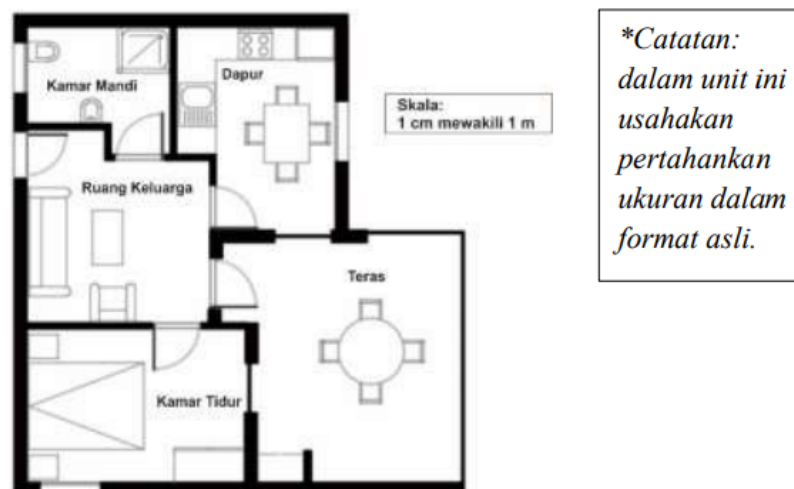 Kamar Mandi
Dapur
Skala:
1 cm mewakili 1 m
Ruang Keluarga
Teras
Kamar Tidur
*Catatan:
dalam unit ini
usahakan
pertahankan
ukuran dalam
format asli.